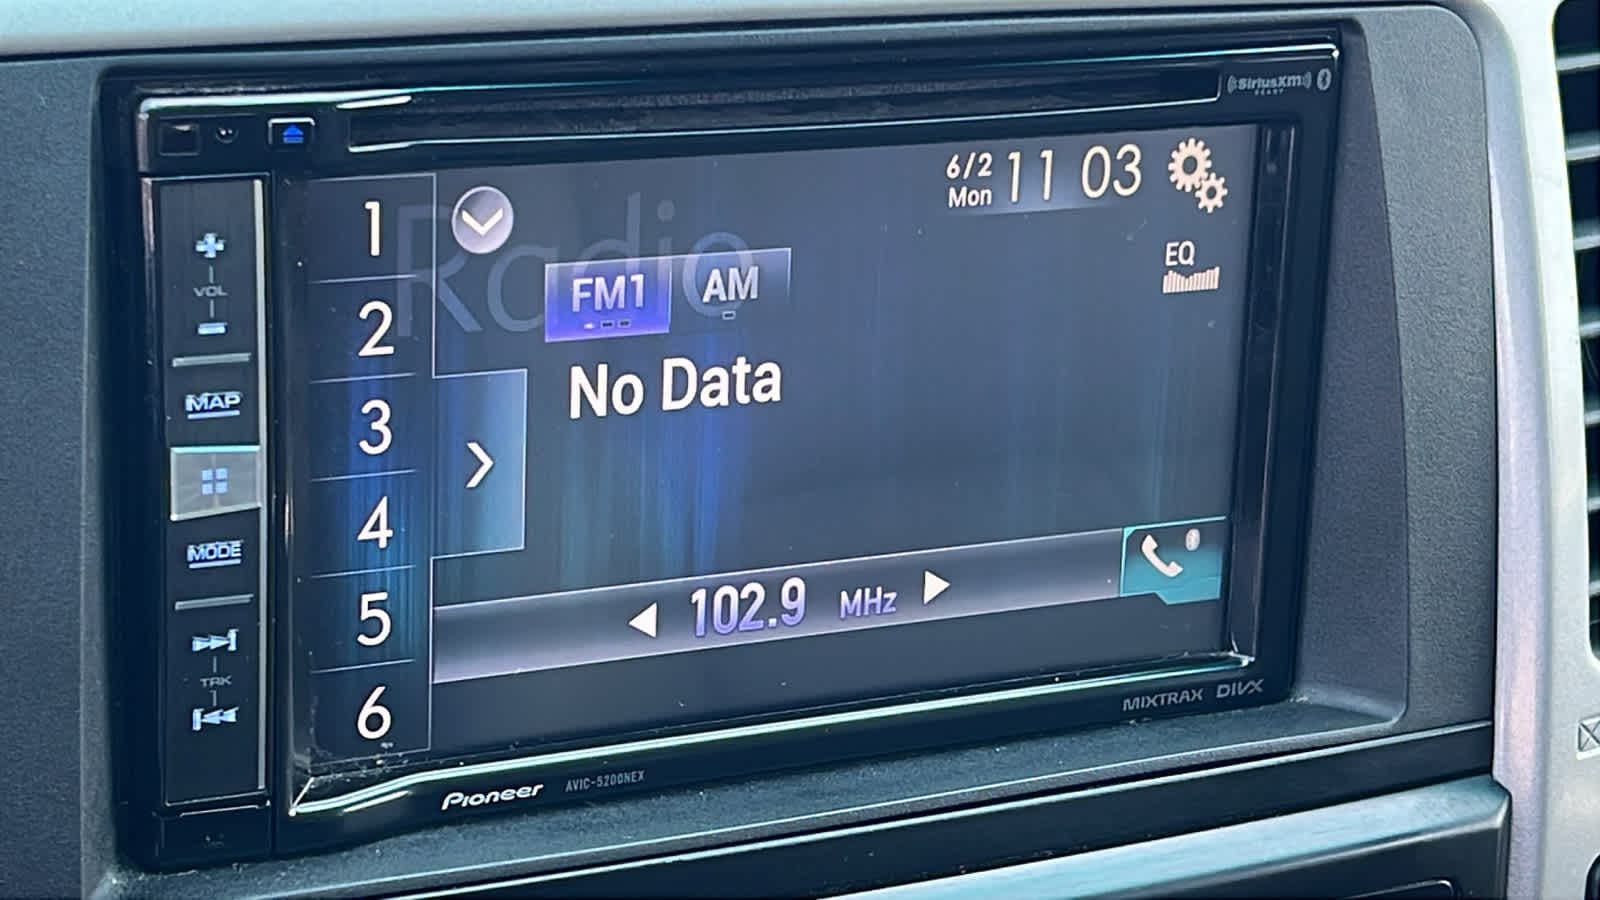 SiriusXM
READY
6/2
Mon
11 03
Radio
1
2
3
4
5
6
FM1
AM
EQ
No Data
102.9 MHz
VOL
MAP
MODE
TRK
MIXTRAX DIVX
Pioneer AVIC-5200NEX